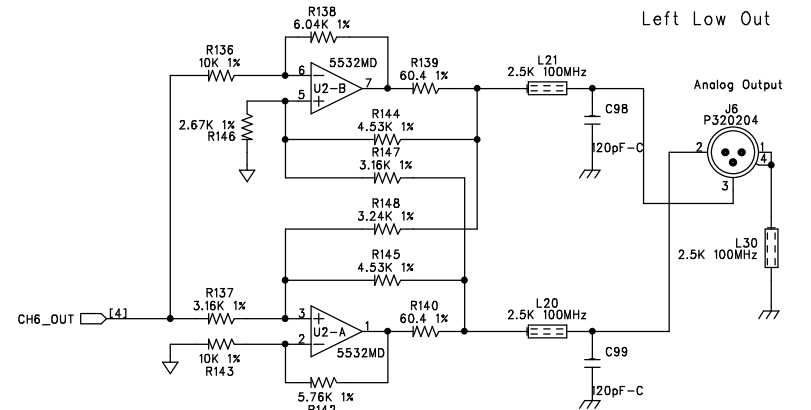 Left Low Out
R138
6.04K 1%
R136
10K 1%
6
5
5532MD
7
U2-B
R139
60.4 1%
L21
2.5K 100MHz
Analog Output
J6
P320204
C98
120pF-C
2.67K 1%
R146
R144
4.53K 1%
R147
3.16K 1%
2
1
4
3
R148
3.24K 1%
R145
4.53K 1%
L30
2.5K 100MHz
CH6_OUT
[4]
R137
3.16K 1%
3
2
U2-A
1
5532MD
R140
60.4 1%
L20
2.5K 100MHz
10K 1%
R143
C99
120pF-C
5.76K 1%
R142